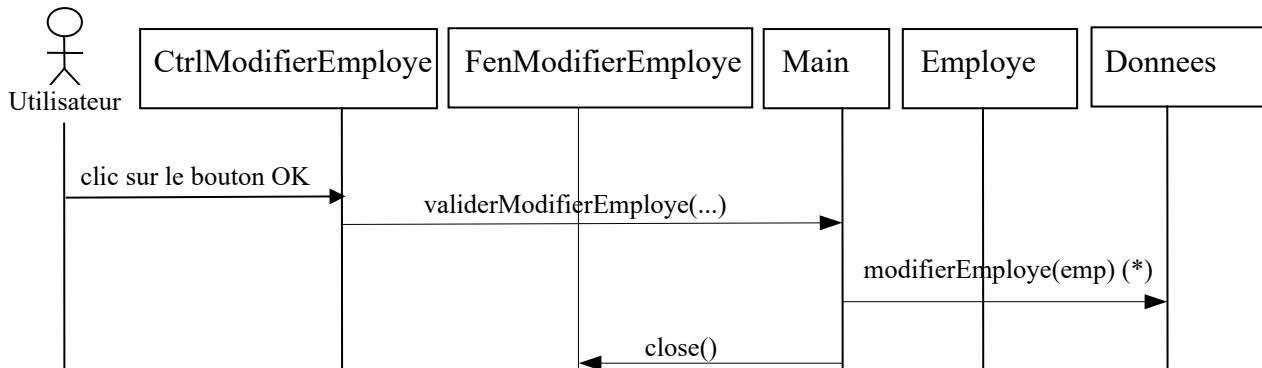 CtrlModifierEmploye
FenModifierEmploye
Main
Employe
Donnees
Utilisateur
clic sur le bouton OK
validerModifierEmploye(...)
modifierEmploye(emp) (*)
close()